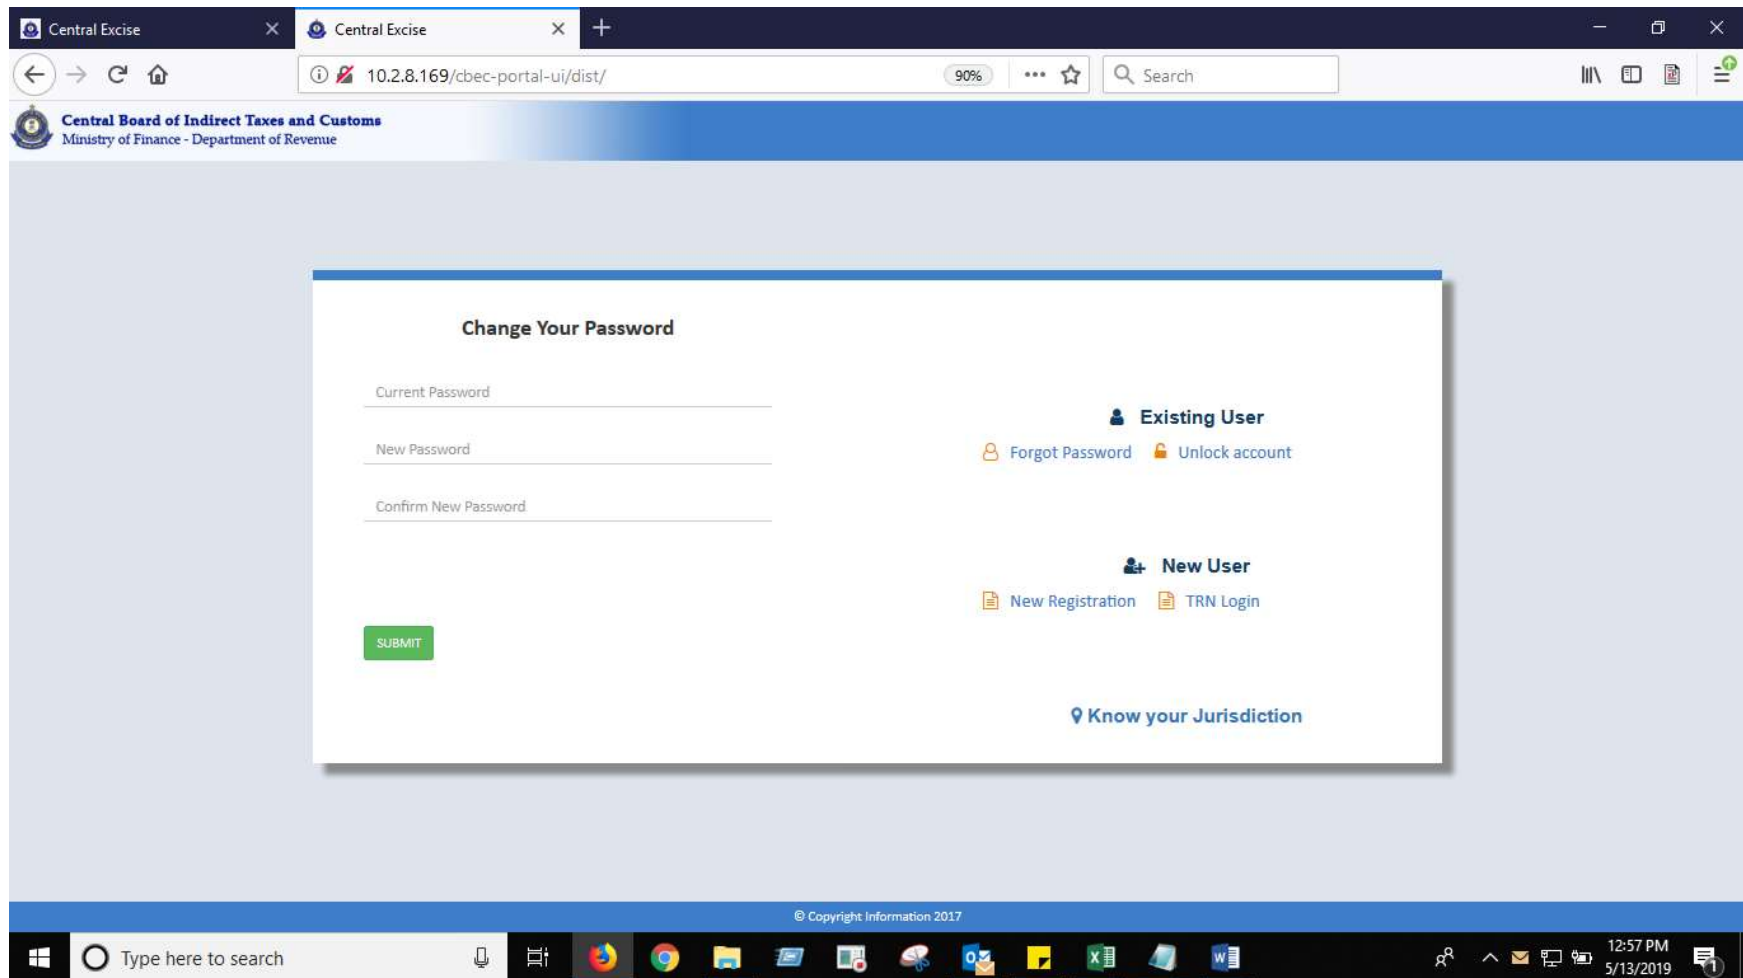 Central Excise
Central Excise
10.2.8.169/cbec-portal-ui/dist/
90%
Search
Central Board of Indirect Taxes and Customs
Ministry of Finance - Department of Revenue
Change Your Password
Current Password
New Password
Confirm New Password
SUBMIT
Existing User
Forgot Password Unlock account
New User
New Registration TRN Login
Know your Jurisdiction
© Copyright Information 2017
Type here to search
12:57 PM
5/13/2019